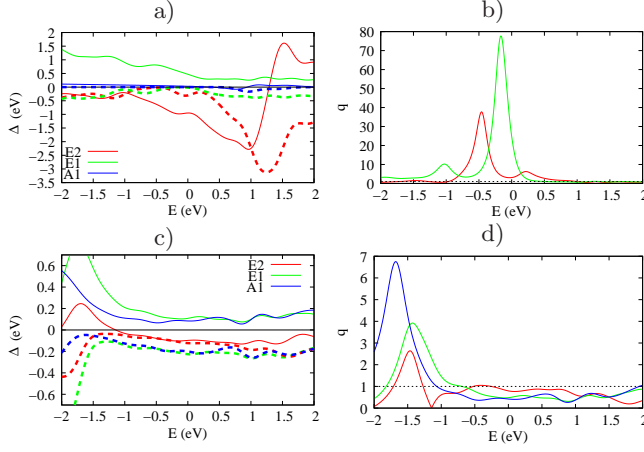 a)
2
1.5
1
0.5
0
−0.5
−1
−1.5
−2
−2.5
−3
−3.5
Δ (eV)
E2
E1
A1
−2 −1.5 −1 −0.5 0 0.5 1 1.5 2
E (eV)
b)
80
70
60
50
40
30
20
10
0
q
−2 −1.5 −1 −0.5 0 0.5 1 1.5 2
E (eV)
c)
0.6
0.4
0.2
0
−0.2
−0.4
−0.6
Δ (eV)
E2
E1
A1
−2 −1.5 −1 −0.5 0 0.5 1 1.5 2
E (eV)
d)
7
6
5
4
3
2
1
0
q
−2 −1.5 −1 −0.5 0 0.5 1 1.5 2
E (eV)